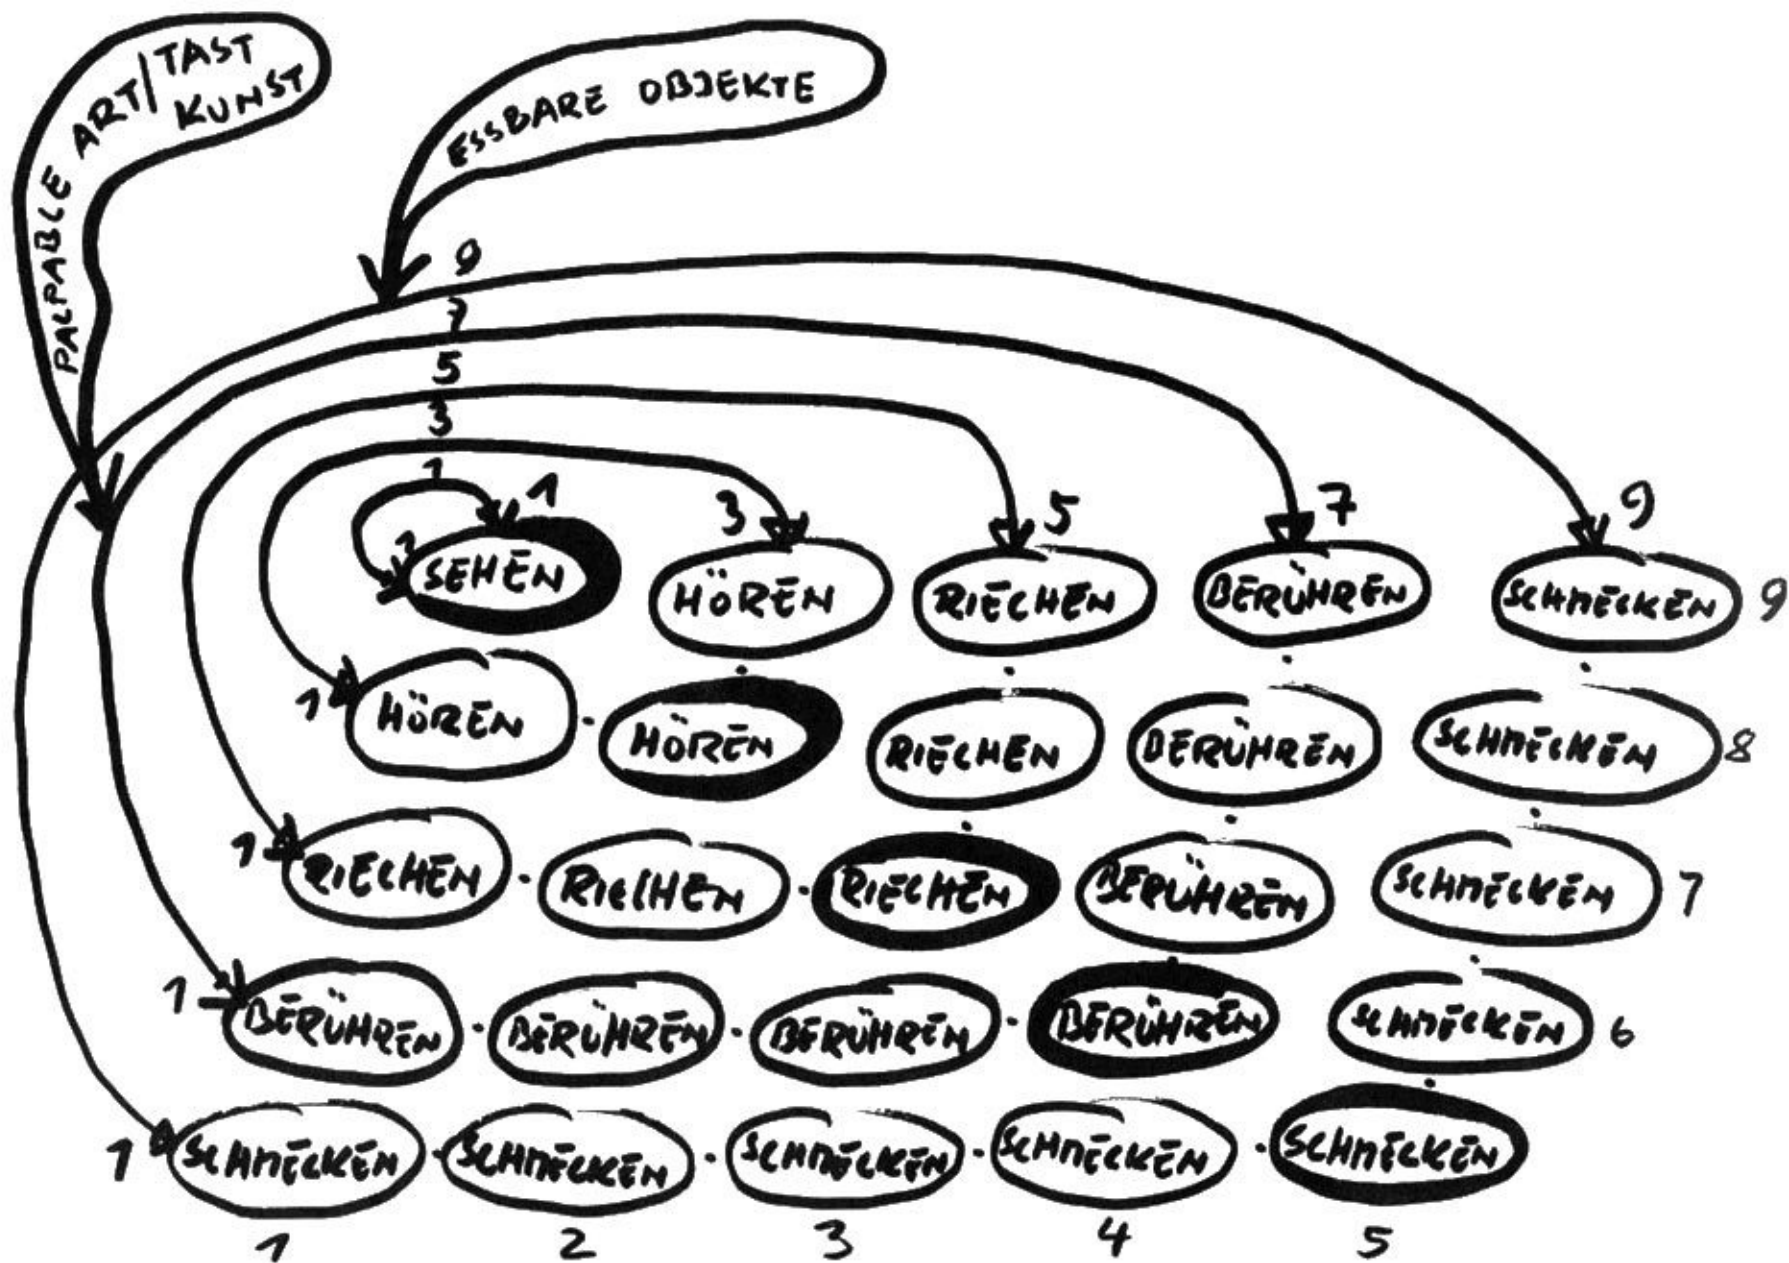 PALPABLE ART/TAST
KUNST
ESSBARE OBJEKTE
9
7
5
3
1
1 3 5 7 9
1
SEHEN HÖREN RIECHEN BERÜHREN SCHMECKEN 9
1 HÖREN · HÖREN RIECHEN BERÜHREN SCHMECKEN 8
1 RIECHEN · RIECHEN · RIECHEN BERÜHREN SCHMECKEN 7
1 BERÜHREN · BERÜHREN · BERÜHREN · BERÜHREN SCHMECKEN 6
1 SCHMECKEN · SCHMECKEN · SCHMECKEN · SCHMECKEN · SCHMECKEN
1 2 3 4 5